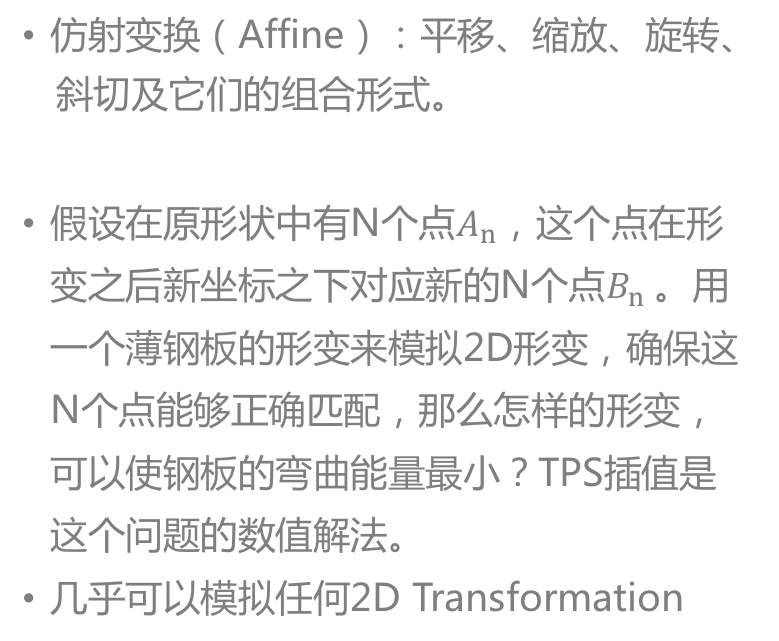 • 仿射变换（Affine）：平移、缩放、旋转、
斜切及它们的组合形式。
• 假设在原形状中有N个点Aₙ，这个点在形
变之后新坐标之下对应新的N个点Bₙ。用
一个薄钢板的形变来模拟2D形变，确保这
N个点能够正确匹配，那么怎样的形变，
可以使钢板的弯曲能量最小？TPS插值是
这个问题的数值解法。
• 几乎可以模拟任何2D Transformation